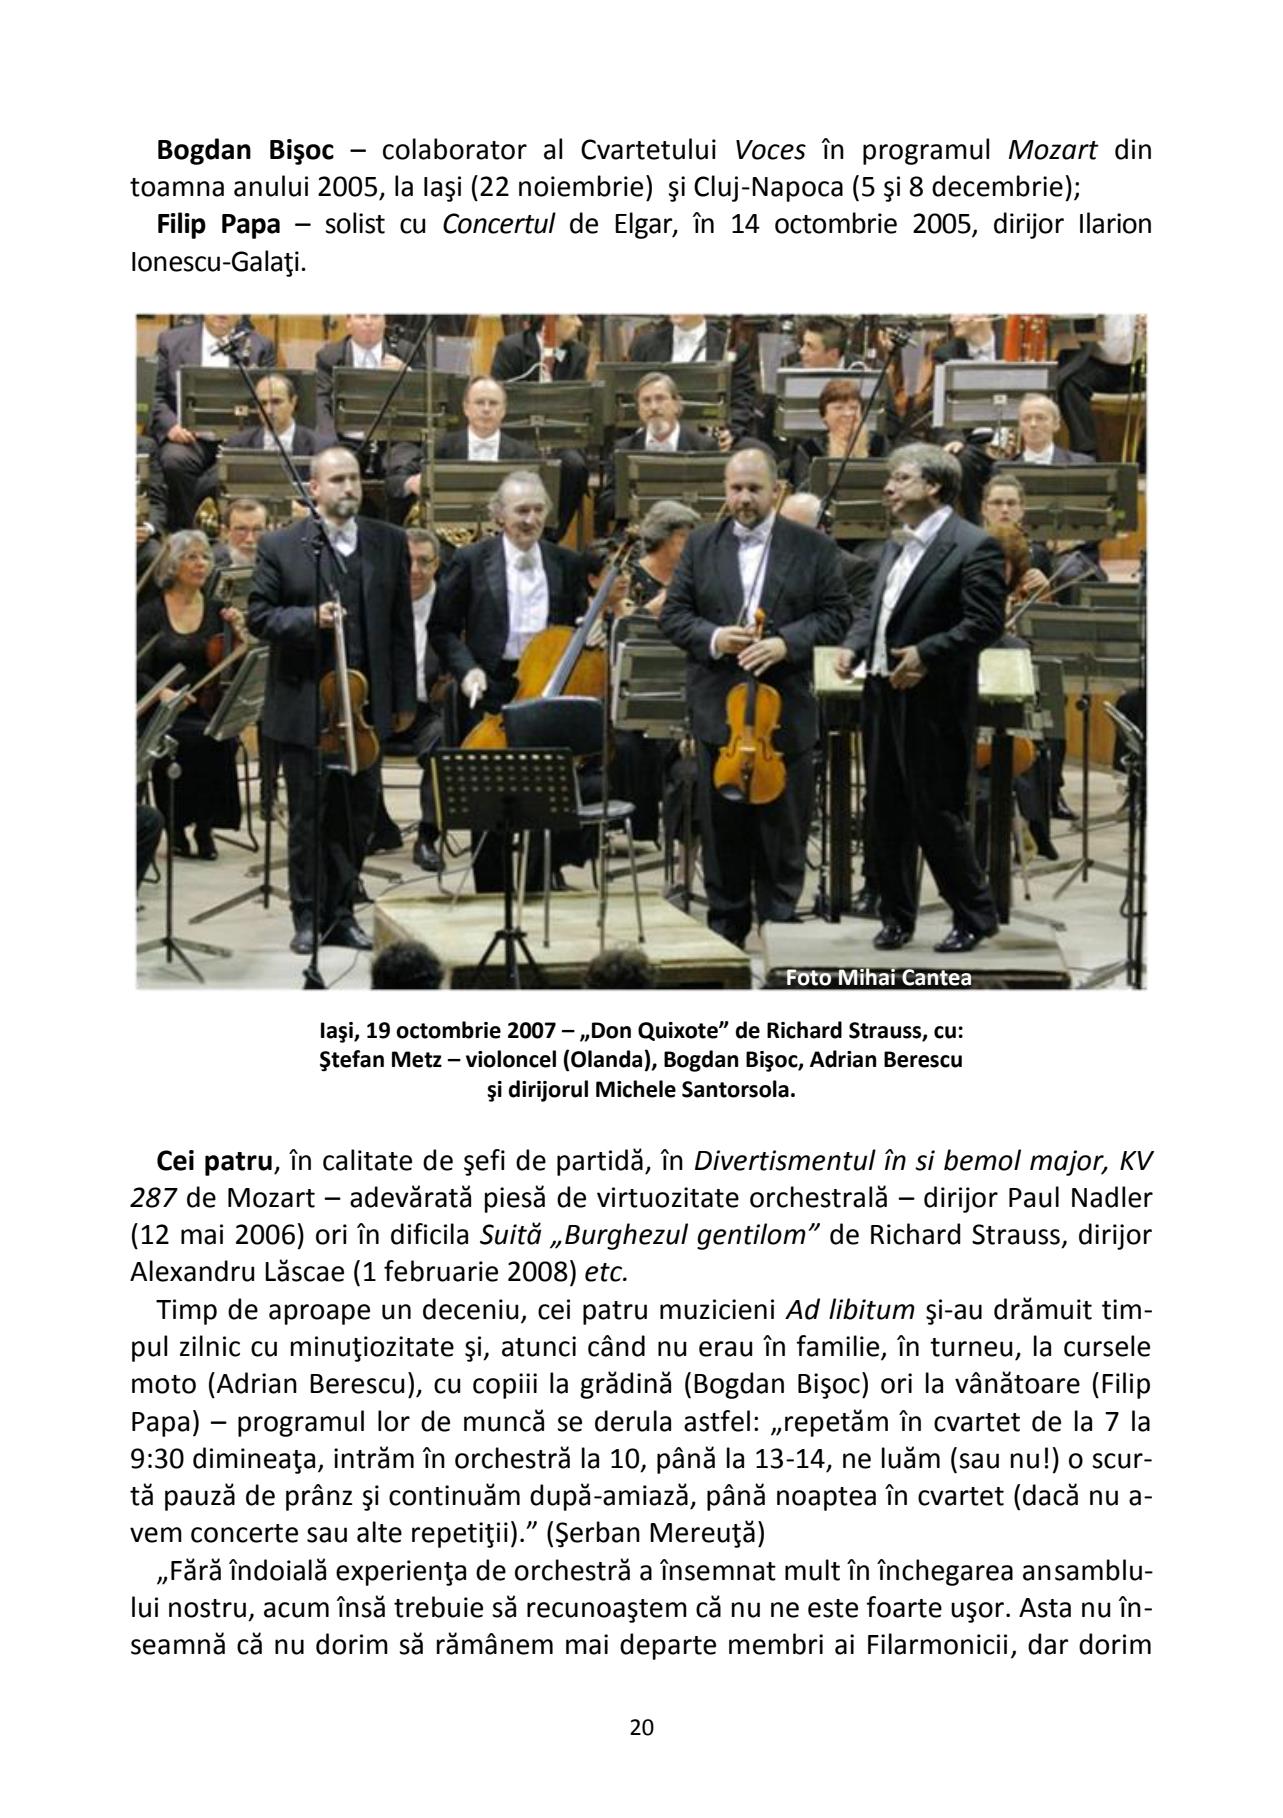 Bogdan Bişoc – colaborator al Cvartetului Voces în programul Mozart din
toamna anului 2005, la Iaşi (22 noiembrie)  şi Cluj-Napoca (5 şi 8 decembrie);
Filip Papa – solist cu Concertul de Elgar, în 14 octombrie 2005, dirijor Ilarion
Ionescu-Galaţi.
Foto Mihai Cantea
Iaşi, 19 octombrie 2007 – „Don Quixote” de Richard Strauss, cu:
Ştefan Metz – violoncel (Olanda), Bogdan Bişoc, Adrian Berescu
şi dirijorul Michele Santorsola.
Cei patru, în calitate de şefi de partidă, în Divertismentul în si bemol major, KV
287 de Mozart – adevărată piesă de virtuozitate orchestrală – dirijor Paul Nadler
(12 mai 2006) ori în dificila Suită „Burghezul gentilom” de Richard Strauss, dirijor
Alexandru Lăscae (1 februarie 2008) etc.
Timp de aproape un deceniu, cei patru muzicieni Ad libitum şi-au drămuit tim-
pul zilnic cu minuţiozitate şi, atunci când nu erau în familie, în turneu, la cursele
moto (Adrian Berescu), cu copiii la grădină (Bogdan Bişoc) ori la vânătoare (Filip
Papa) – programul lor de muncă se derula astfel: „repetăm în cvartet de la 7 la
9:30 dimineaţa, intrăm în orchestră la 10, până la 13-14, ne luăm (sau nu!) o scur-
tă pauză de prânz şi continuăm după-amiază, până noaptea în cvartet (dacă nu a-
vem concerte sau alte repetiţii).” (Şerban Mereuţă)
„Fără îndoială experienţa de orchestră a însemnat mult în închegarea ansamblu-
lui nostru, acum însă trebuie să recunoaştem că nu ne este foarte uşor. Asta nu în-
seamnă că nu dorim să rămânem mai departe membri ai Filarmonicii, dar dorim
20